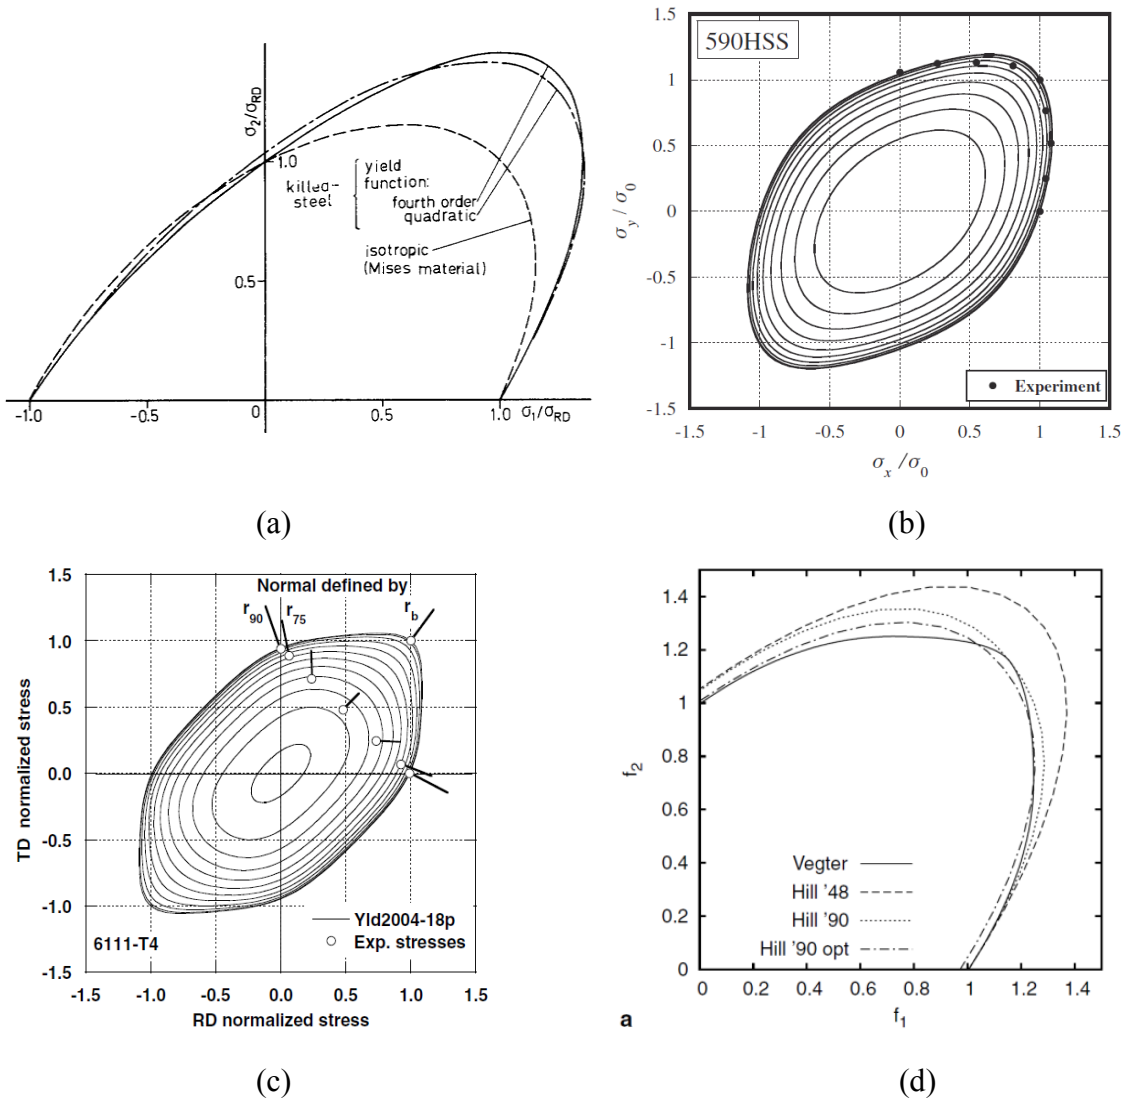 σ2/σRD
1.0
killed-
steel
yield
function:
fourth order
quadratic
isotropic
(Mises material)
0.5
-1.0
-0.5
0
0.5
1.0
σ1/σRD
(a)
1.5
590HSS
1
0.5
0
-0.5
-1
-1.5
σy / σ0
Experiment
-1.5
-1
-0.5
0
0.5
1
1.5
σx / σ0
(b)
1.5
Normal defined by
r90
r75
rb
1.0
0.5
0.0
-0.5
-1.0
-1.5
TD normalized stress
Yld2004-18p
Exp. stresses
6111-T4
-1.5
-1.0
-0.5
0.0
0.5
1.0
1.5
RD normalized stress
(c)
1.4
1.2
1
0.8
0.6
0.4
0.2
0
f2
Vegter
Hill '48
Hill '90
Hill '90 opt
0
0.2
0.4
0.6
0.8
1
1.2
1.4
f1
a
(d)